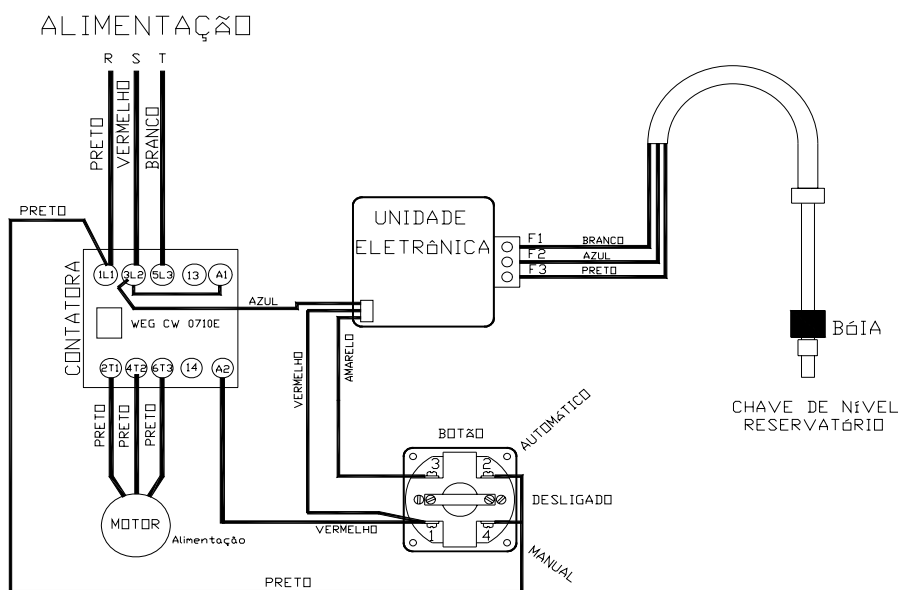 ALIMENTAÇÃO
R S T
PRETO
VERMELHO
BRANCO
PRETO
UNIDADE
ELETRÔNICA
F1 BRANCO
F2 AZUL
F3 PRETO
1L1 3L2 5L3 13 A1
AZUL
CONTATORA
WEG CW 0710E
BÓIA
2T1 4T2 6T3 14 A2
VERMELHO
AMARELO
PRETO
PRETO
PRETO
CHAVE DE NÍVEL
RESERVATÓRIO
BOTÃO
AUTOMÁTICO
3 2
DESLIGADO
MOTOR
Alimentação
VERMELHO
1 4
MANUAL
PRETO